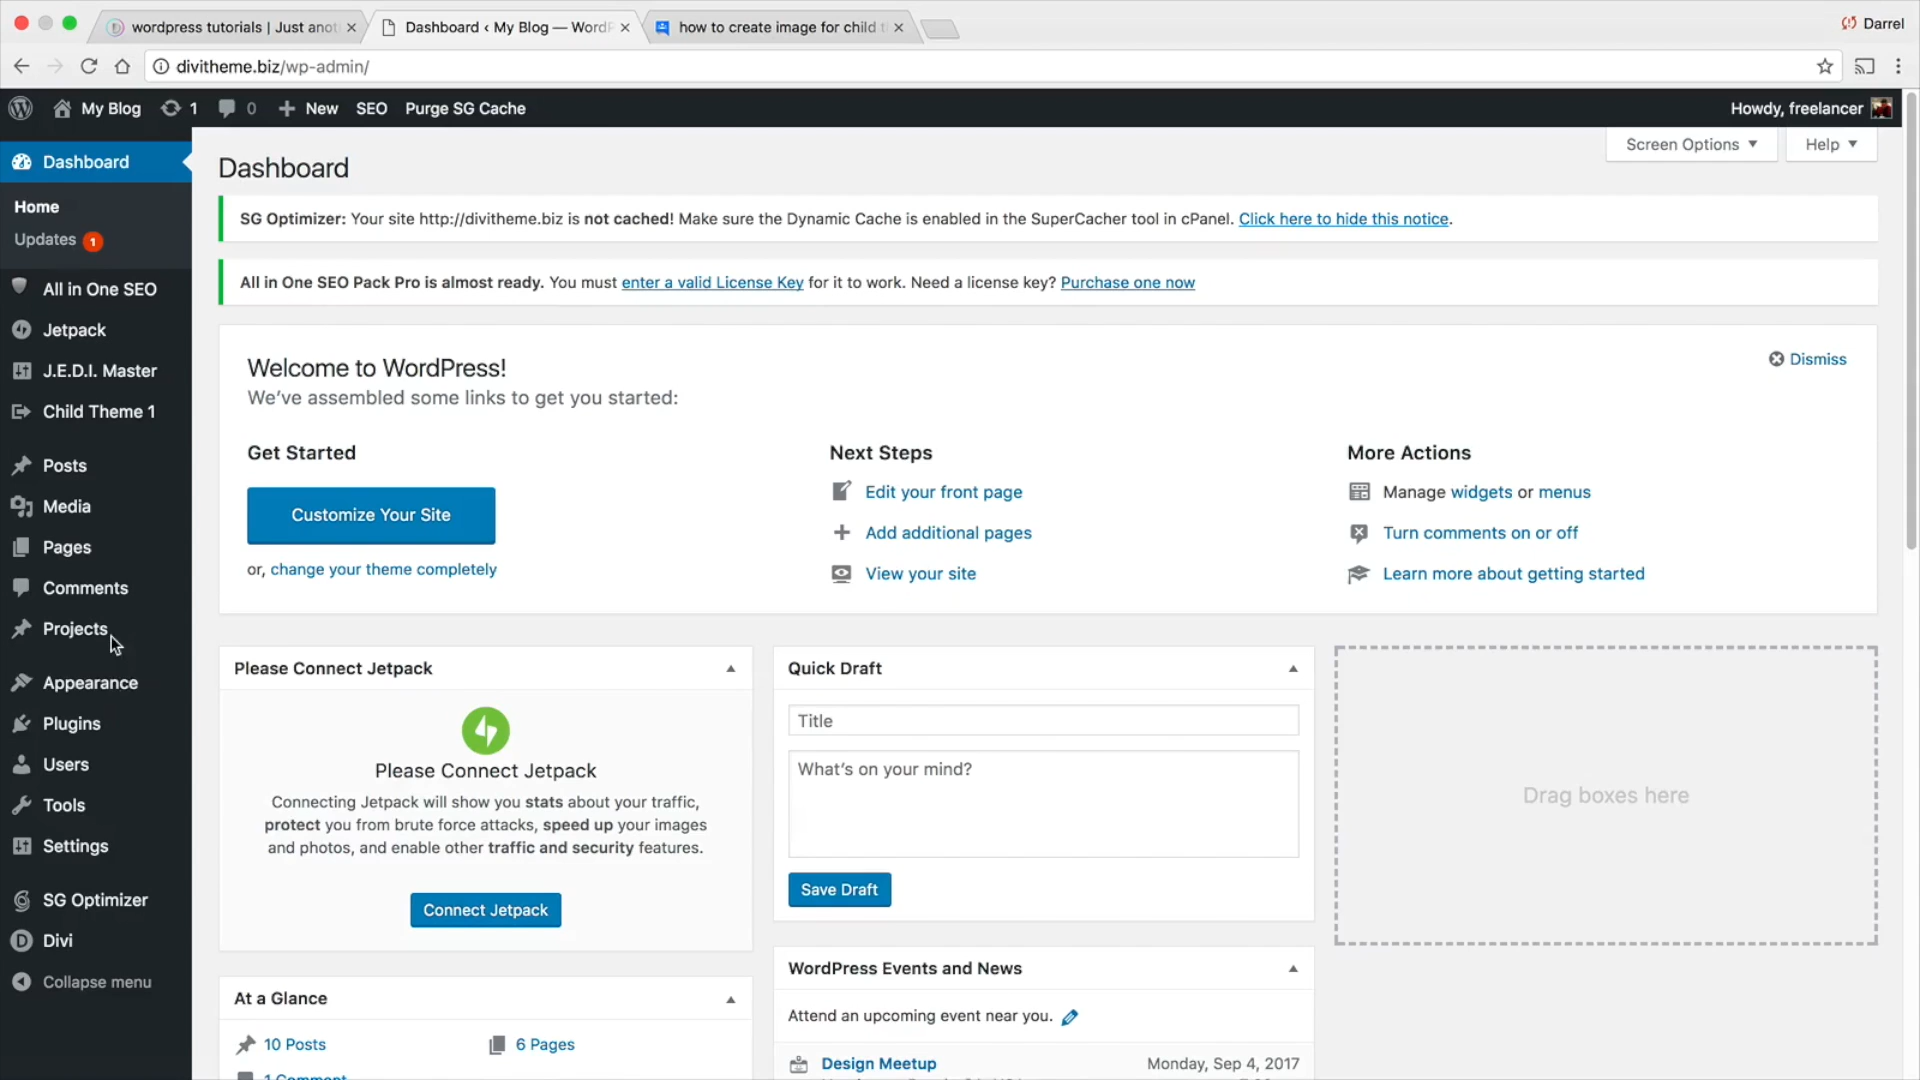 wordpress tutorials | Just anot
Dashboard ‹ My Blog — WordP
how to create image for child t
Darrel
divitheme.biz/wp-admin/
My Blog
1
0
New
SEO
Purge SG Cache
Howdy, freelancer
Dashboard
Home
Updates 1
All in One SEO
Jetpack
J.E.D.I. Master
Child Theme 1
Posts
Media
Pages
Comments
Projects
Appearance
Plugins
Users
Tools
Settings
SG Optimizer
Divi
Collapse menu
Screen Options
Help
Dashboard
SG Optimizer: Your site http://divitheme.biz is not cached! Make sure the Dynamic Cache is enabled in the SuperCacher tool in cPanel. Click here to hide this notice.
All in One SEO Pack Pro is almost ready. You must enter a valid License Key for it to work. Need a license key? Purchase one now
Welcome to WordPress!
Dismiss
We've assembled some links to get you started:
Get Started
Customize Your Site
or, change your theme completely
Next Steps
Edit your front page
Add additional pages
View your site
More Actions
Manage widgets or menus
Turn comments on or off
Learn more about getting started
Please Connect Jetpack
Please Connect Jetpack
Connecting Jetpack will show you stats about your traffic,
protect you from brute force attacks, speed up your images
and photos, and enable other traffic and security features.
Connect Jetpack
At a Glance
10 Posts
6 Pages
1 Comment
Quick Draft
Title
What's on your mind?
Save Draft
WordPress Events and News
Attend an upcoming event near you.
Design Meetup
Monday, Sep 4, 2017
Drag boxes here